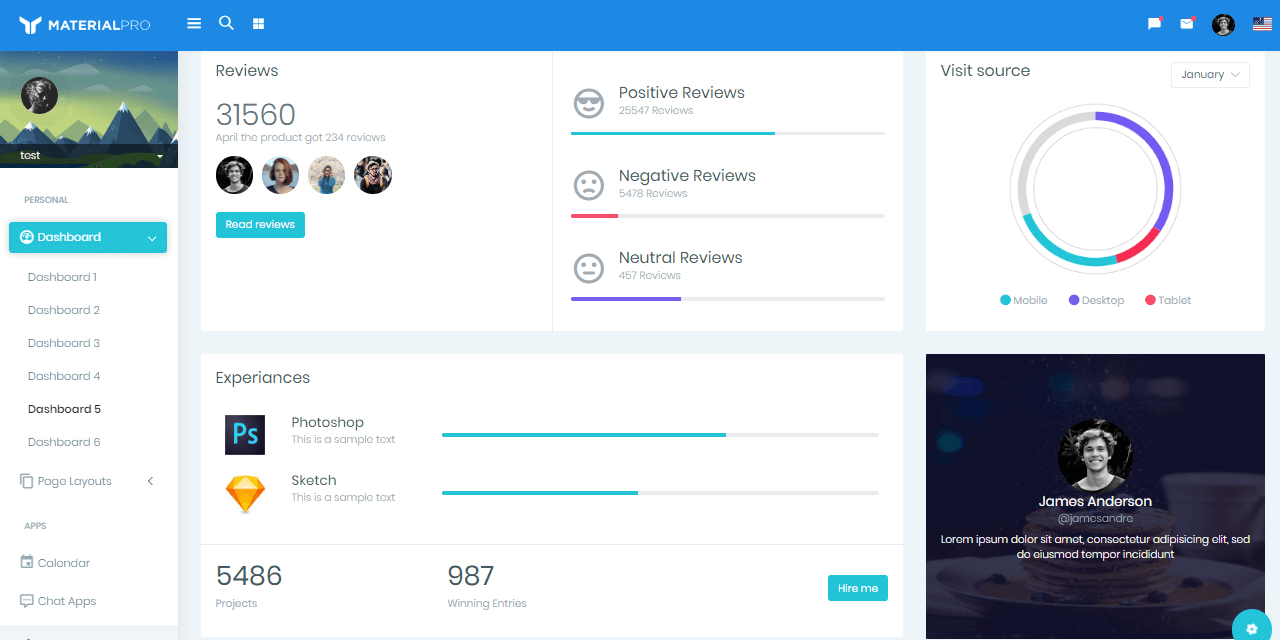 MATERIALPRO
test
PERSONAL
Dashboard
Dashboard 1
Dashboard 2
Dashboard 3
Dashboard 4
Dashboard 5
Dashboard 6
Page Layouts
APPS
Calendar
Chat Apps
Reviews
31560
April the product got 234 reviews
Read reviews
Positive Reviews
25547 Reviews
Negative Reviews
5478 Reviews
Neutral Reviews
457 Reviews
Visit source
January
Mobile Desktop Tablet
Experiances
Ps
Photoshop
This is a sample text
Sketch
This is a sample text
5486
Projects
987
Winning Entries
Hire me
James Anderson
@jamesandre
Lorem ipsum dolor sit amet, consectetur adipisicing elit, sed
do eiusmod tempor incididunt